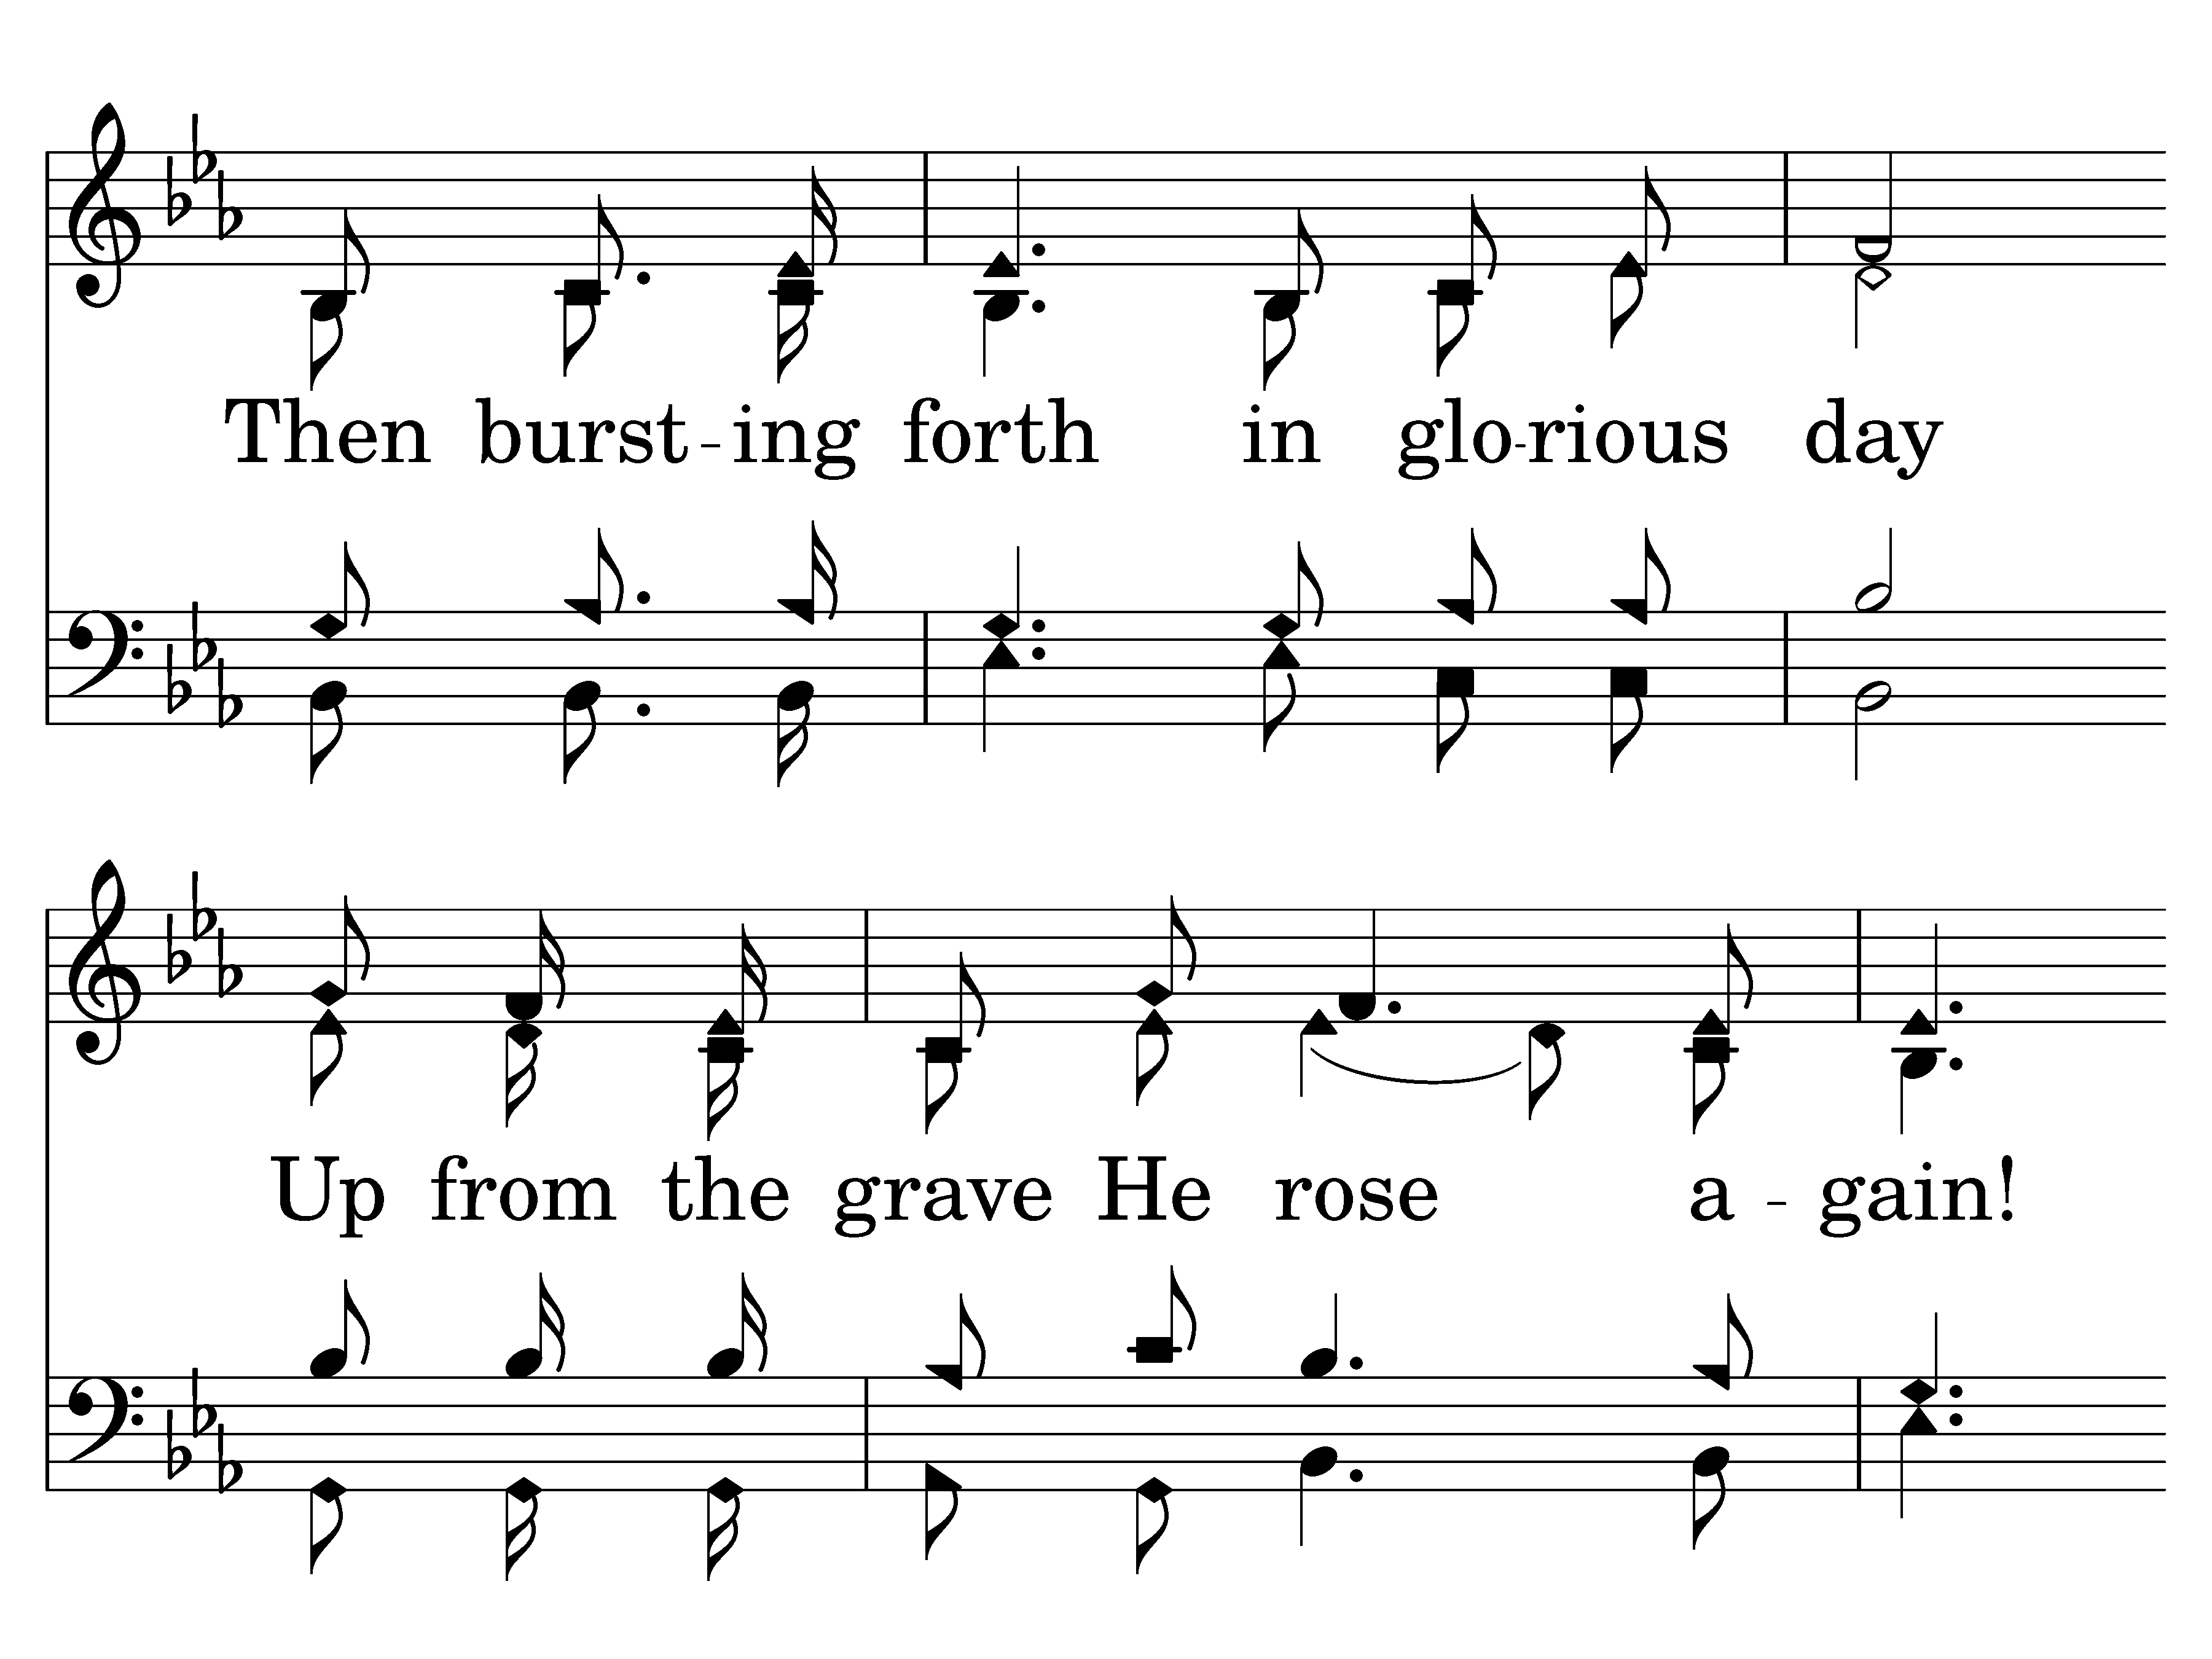 Then burst-ing forth in glo-rious day
Up from the grave He rose a - gain!